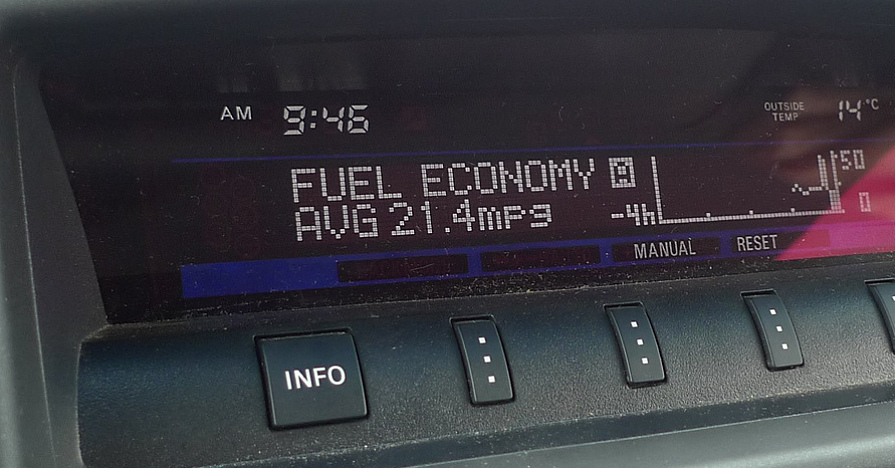 AM 9:46 OUTSIDE TEMP 14°C
FUEL ECONOMY A 50
AVG 21.4mpg -4h 0
MANUAL RESET
INFO